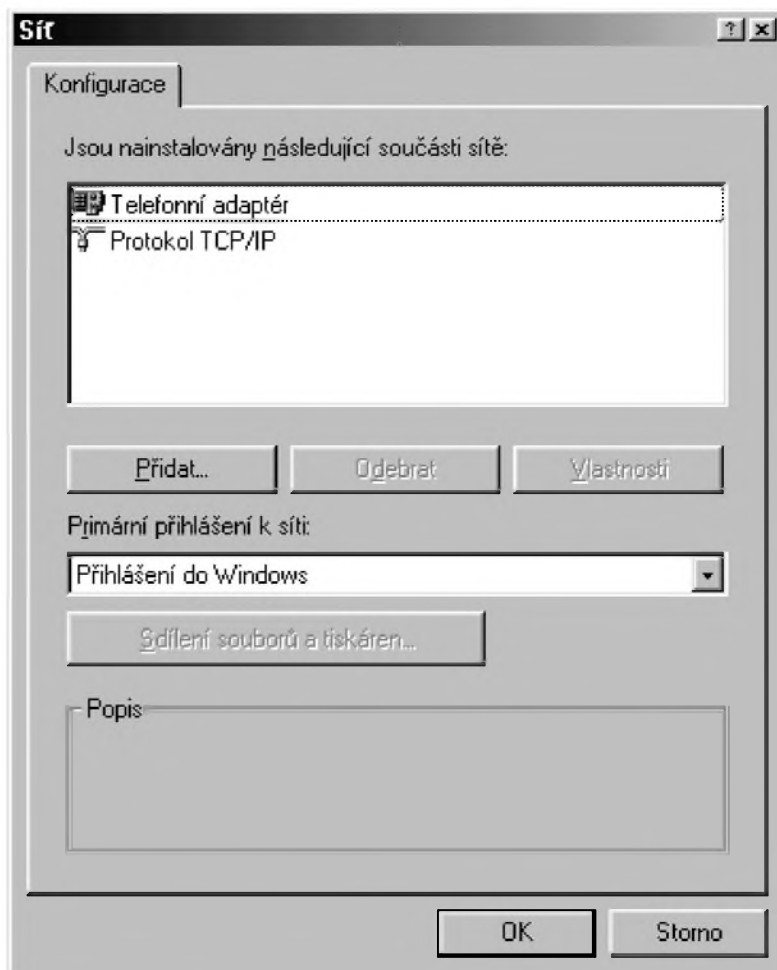 Síť
Konfigurace
Jsou nainstalovány následující součásti sítě:
Telefonní adaptér
Protokol TCP/IP
Přidat...
Odebrat
Vlastnosti
Primární přihlášení k síti:
Přihlášení do Windows
Sdílení souborů a tiskáren...
Popis
OK
Storno